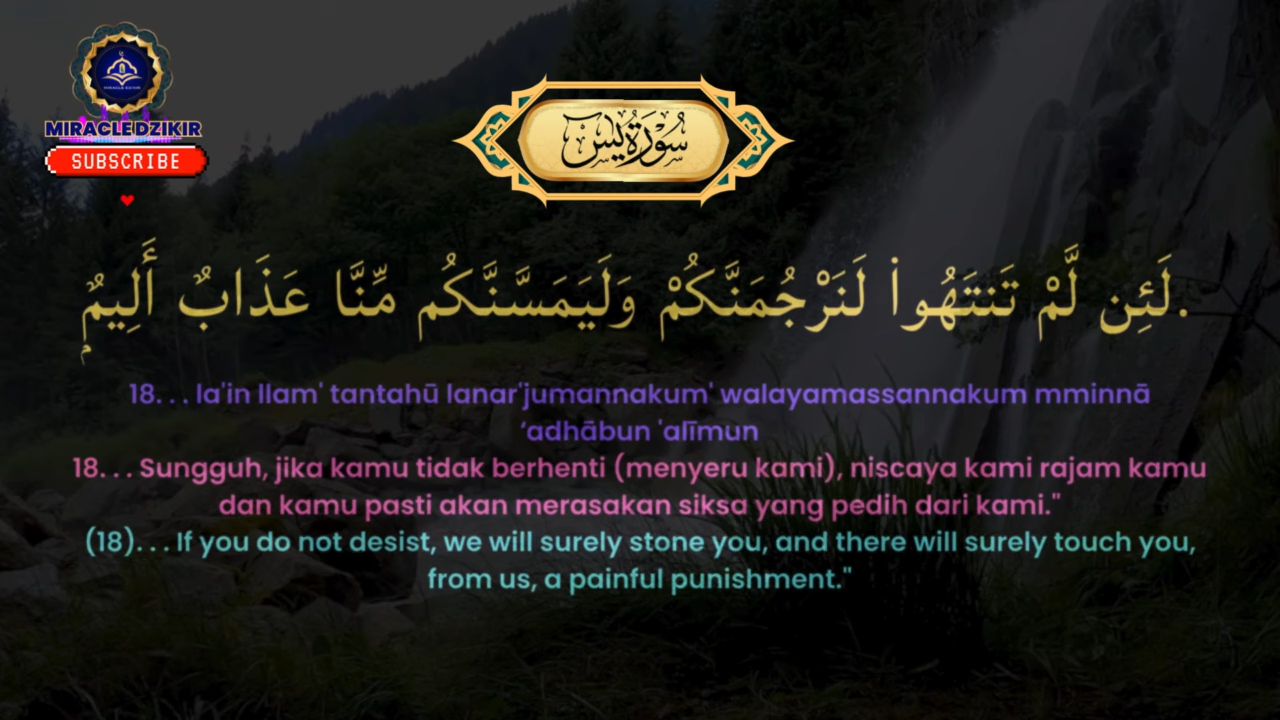 MIRACLEDZIKIR
SUBSCRIBE
سُوْرَةُ يٰسٓ
.لَئِن لَّمْ تَنتَهُوا۟ لَنَرْجُمَنَّكُمْ وَلَيَمَسَّنَّكُم مِّنَّا عَذَابٌ أَلِيمٌۭ
18. . . la'in llam' tantahū lanar'jumannakum' walayamassannakum mminnā
‘adhābun 'alīmun
18. . . Sungguh, jika kamu tidak berhenti (menyeru kami), niscaya kami rajam kamu
dan kamu pasti akan merasakan siksa yang pedih dari kami."
(18). . . If you do not desist, we will surely stone you, and there will surely touch you,
from us, a painful punishment."